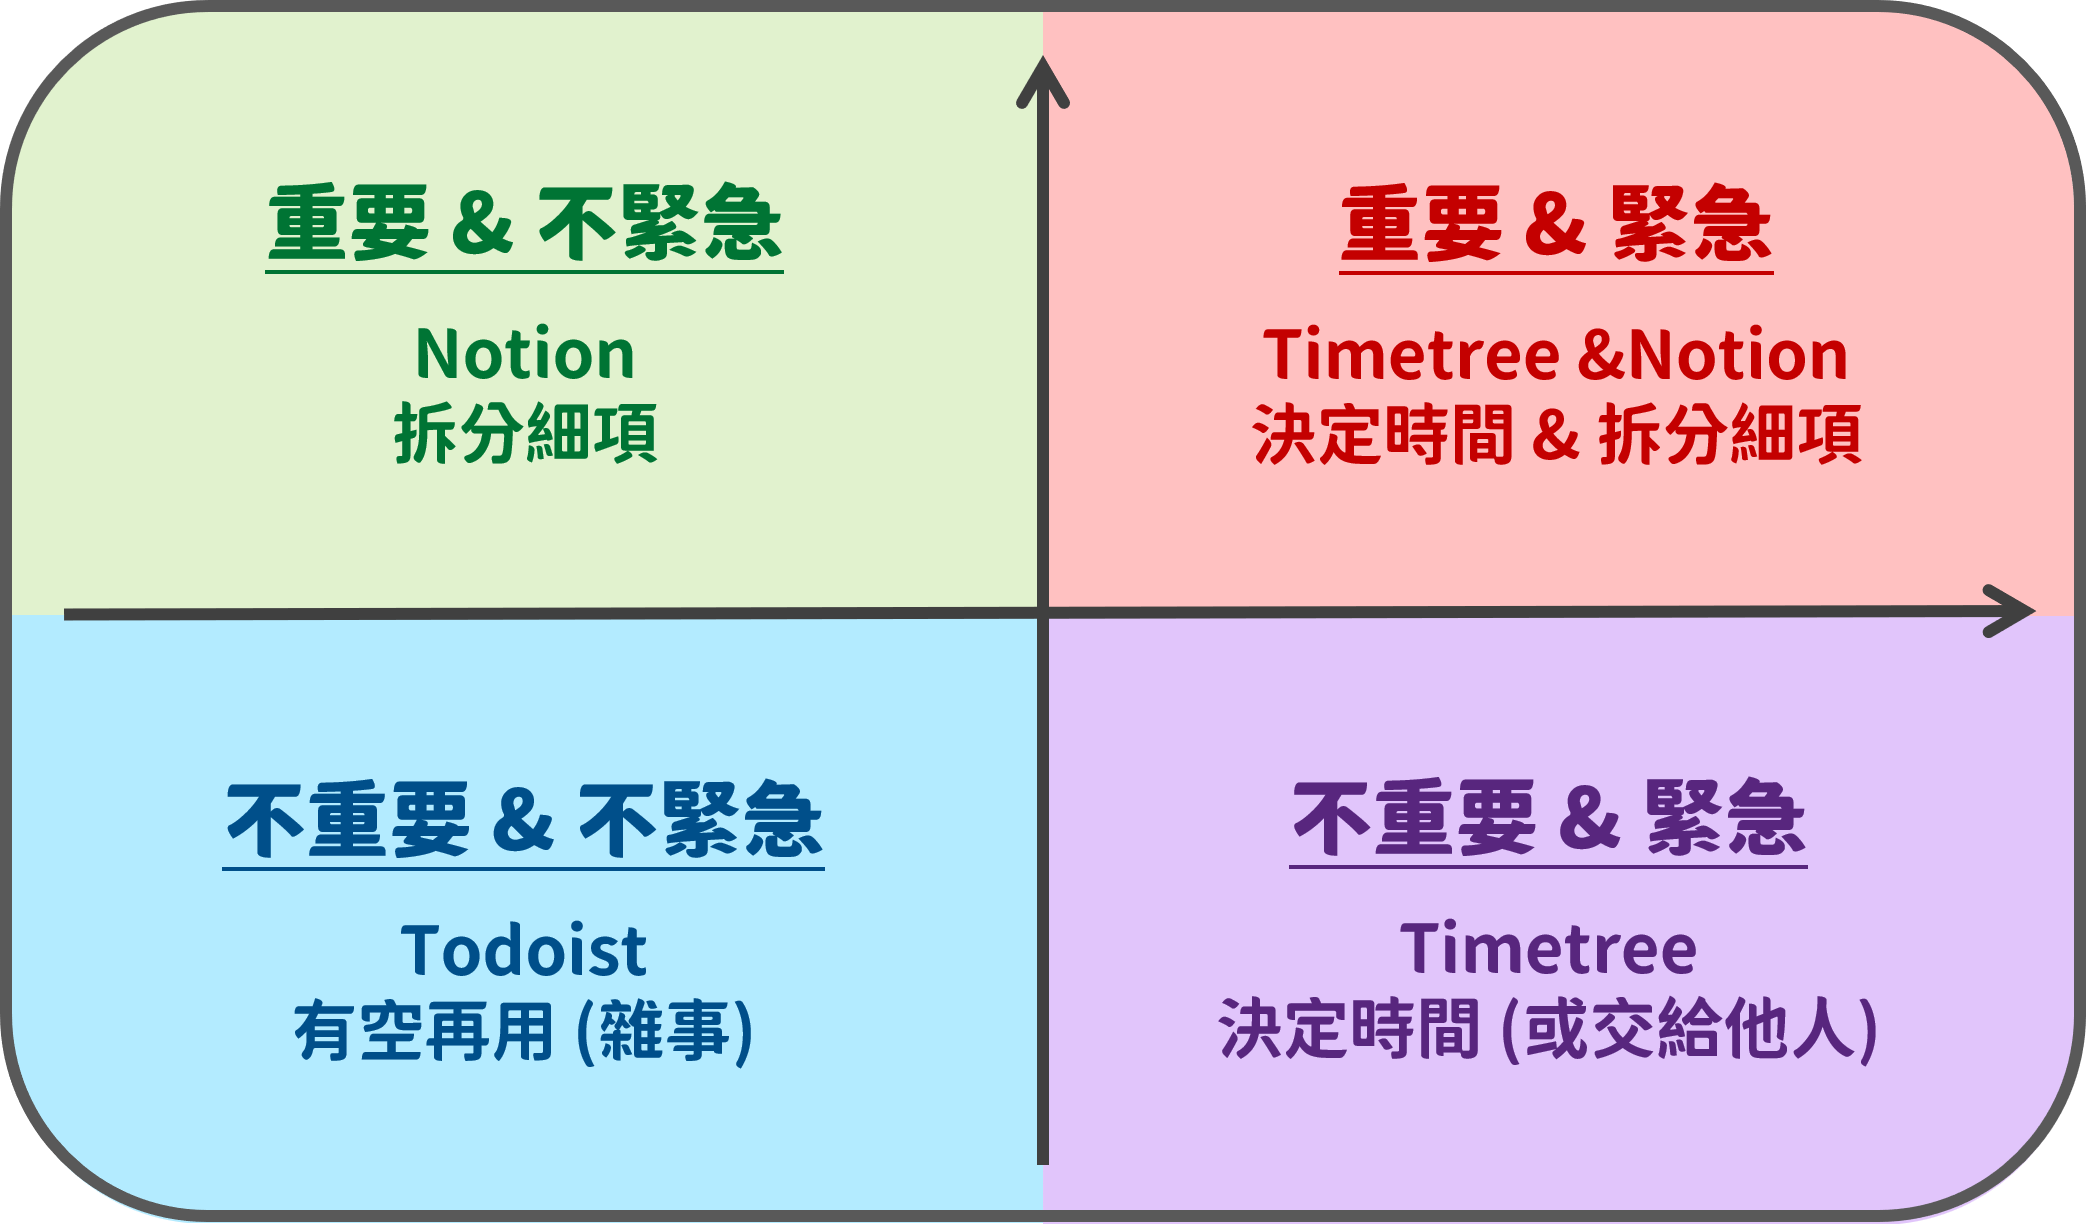 重要 & 不緊急
Notion
拆分細項
重要 & 緊急
Timetree &Notion
決定時間 & 拆分細項
不重要 & 不緊急
Todoist
有空再用 (雜事)
不重要 & 緊急
Timetree
決定時間 (或交給他人)